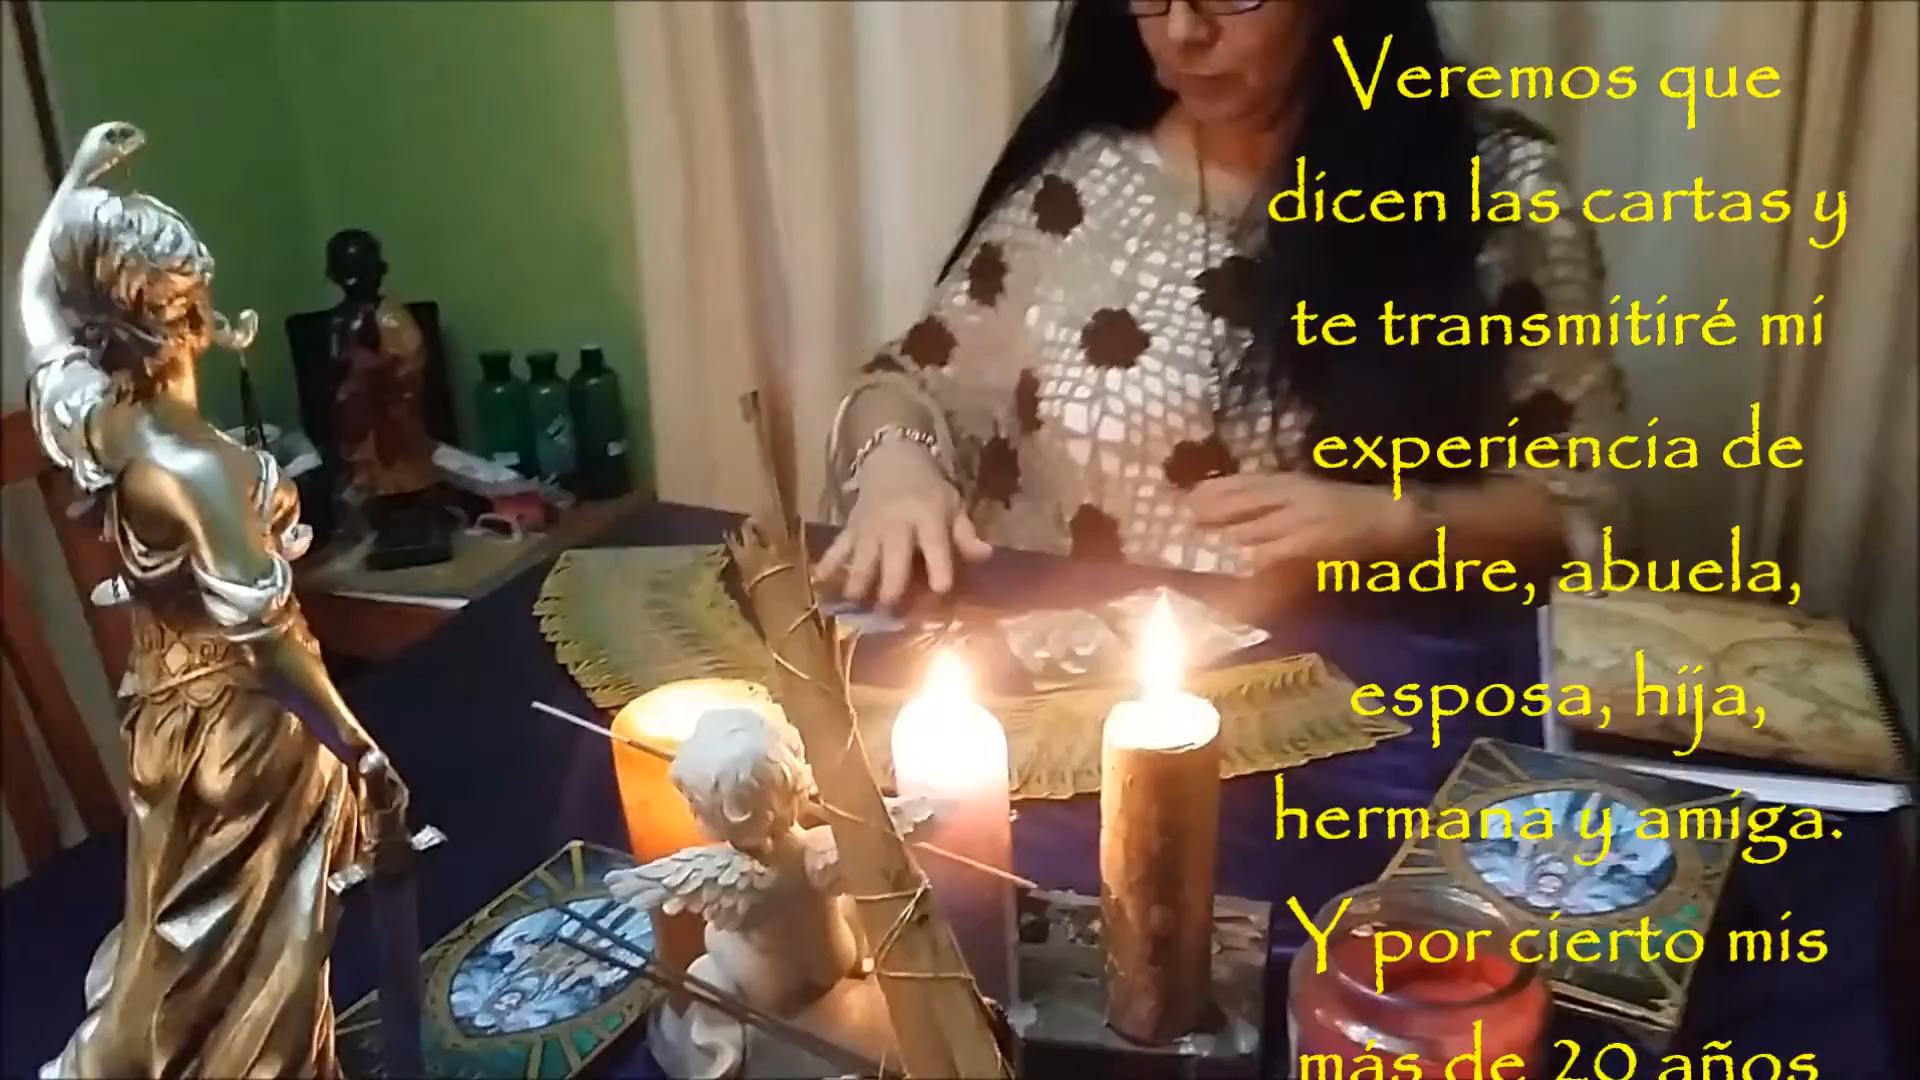 Veremos que
dicen las cartas y
te transmitiré mi
experiencia de
madre, abuela,
esposa, hija,
hermana y amiga.
Y por cierto mis
más de 20 años